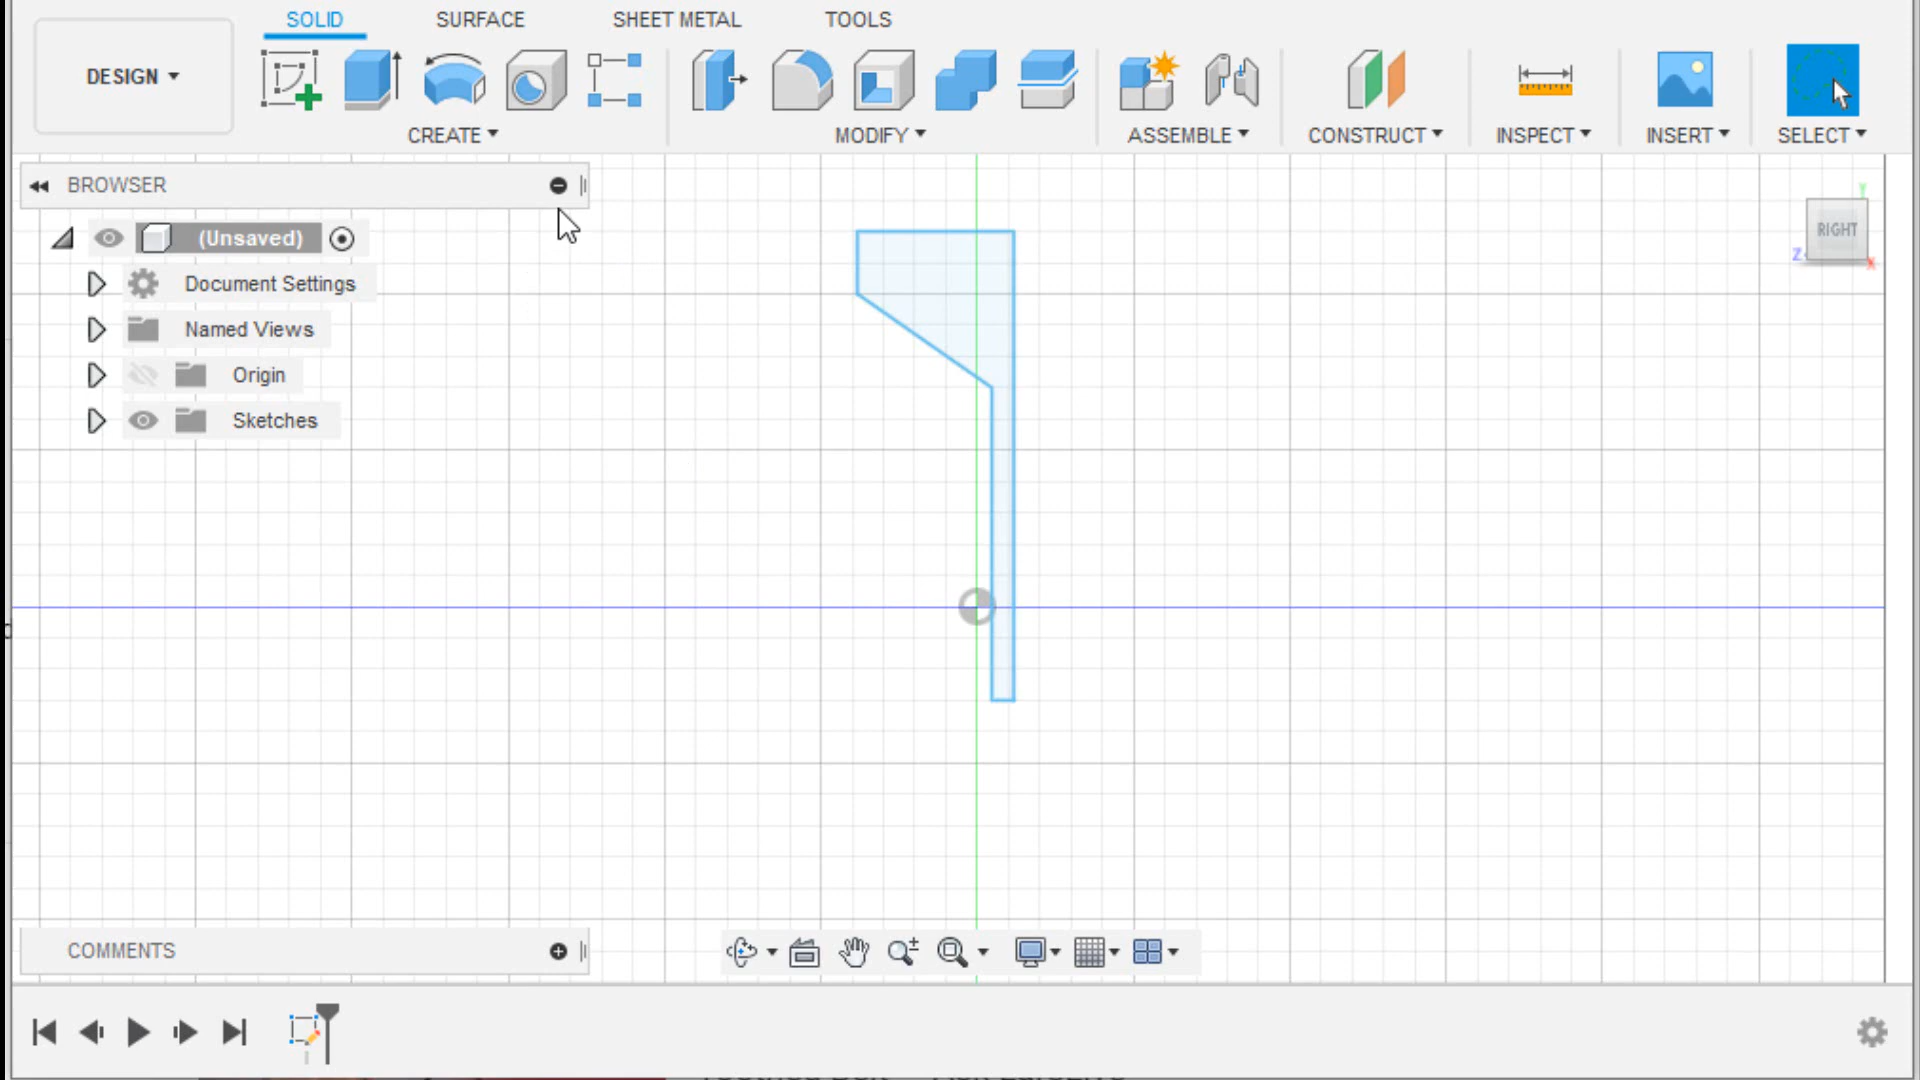 SOLID SURFACE SHEET METAL TOOLS
DESIGN
CREATE MODIFY ASSEMBLE CONSTRUCT INSPECT INSERT SELECT
BROWSER
(Unsaved)
Document Settings
Named Views
Origin
Sketches
Y
RIGHT
Z
X
COMMENTS